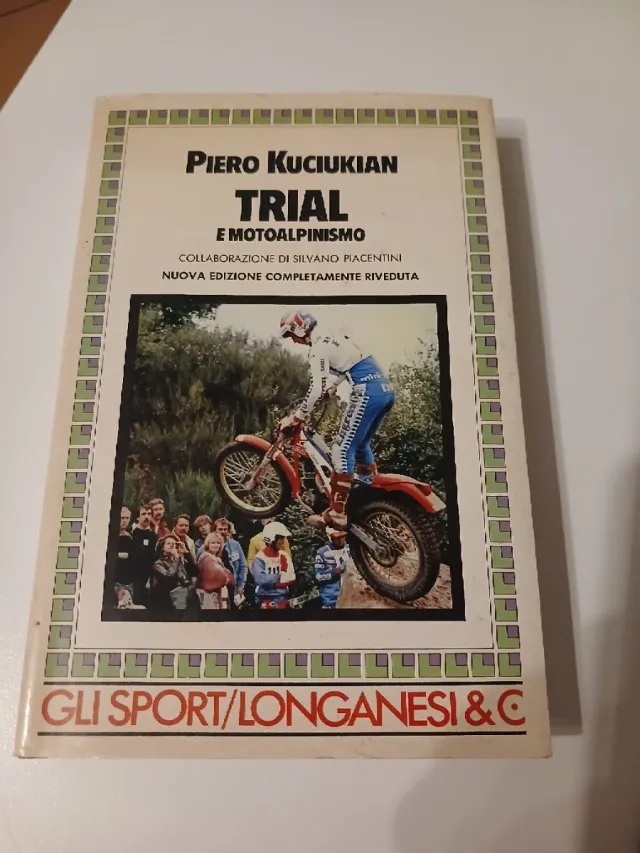 PIERO KUCIUKIAN
TRIAL
E MOTOALPINISMO
COLLABORAZIONE DI SILVANO PIACENTINI
NUOVA EDIZIONE COMPLETAMENTE RIVEDUTA
GLI SPORT/LONGANESI & C.